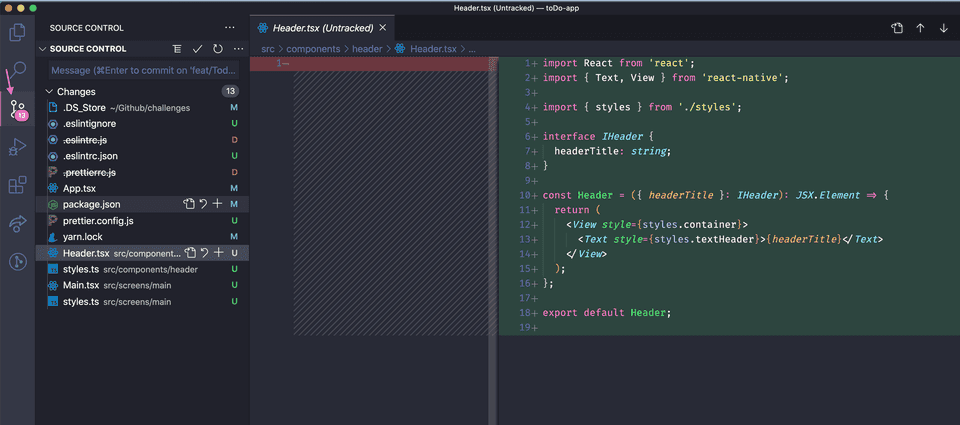 Header.tsx (Untracked) — toDo-app
SOURCE CONTROL ...
Header.tsx (Untracked)
SOURCE CONTROL ...
src > components > header > Header.tsx > ...
Message (⌘Enter to commit on 'feat/Tod...
Changes 13
.DS_Store ~/Github/challenges M
.eslintignore U
.eslintrc.js D
.eslintrc.json U
.prettierrc.js D
App.tsx M
package.json M
prettier.config.js U
yarn.lock M
Header.tsx src/component... U
styles.ts src/components/header U
Main.tsx src/screens/main U
styles.ts src/screens/main U
13
1—
1+ import React from 'react';
2+ import { Text, View } from 'react-native';
3+
4+ import { styles } from './styles';
5+
6+ interface IHeader {
7+ headerTitle: string;
8+ }
9+
10+ const Header = ({ headerTitle }: IHeader): JSX.Element ⇒ {
11+ return (
12+ <View style={styles.container}>
13+ <Text style={styles.textHeader}>{headerTitle}</Text>
14+ </View>
15+ );
16+ };
17+
18+ export default Header;
19+